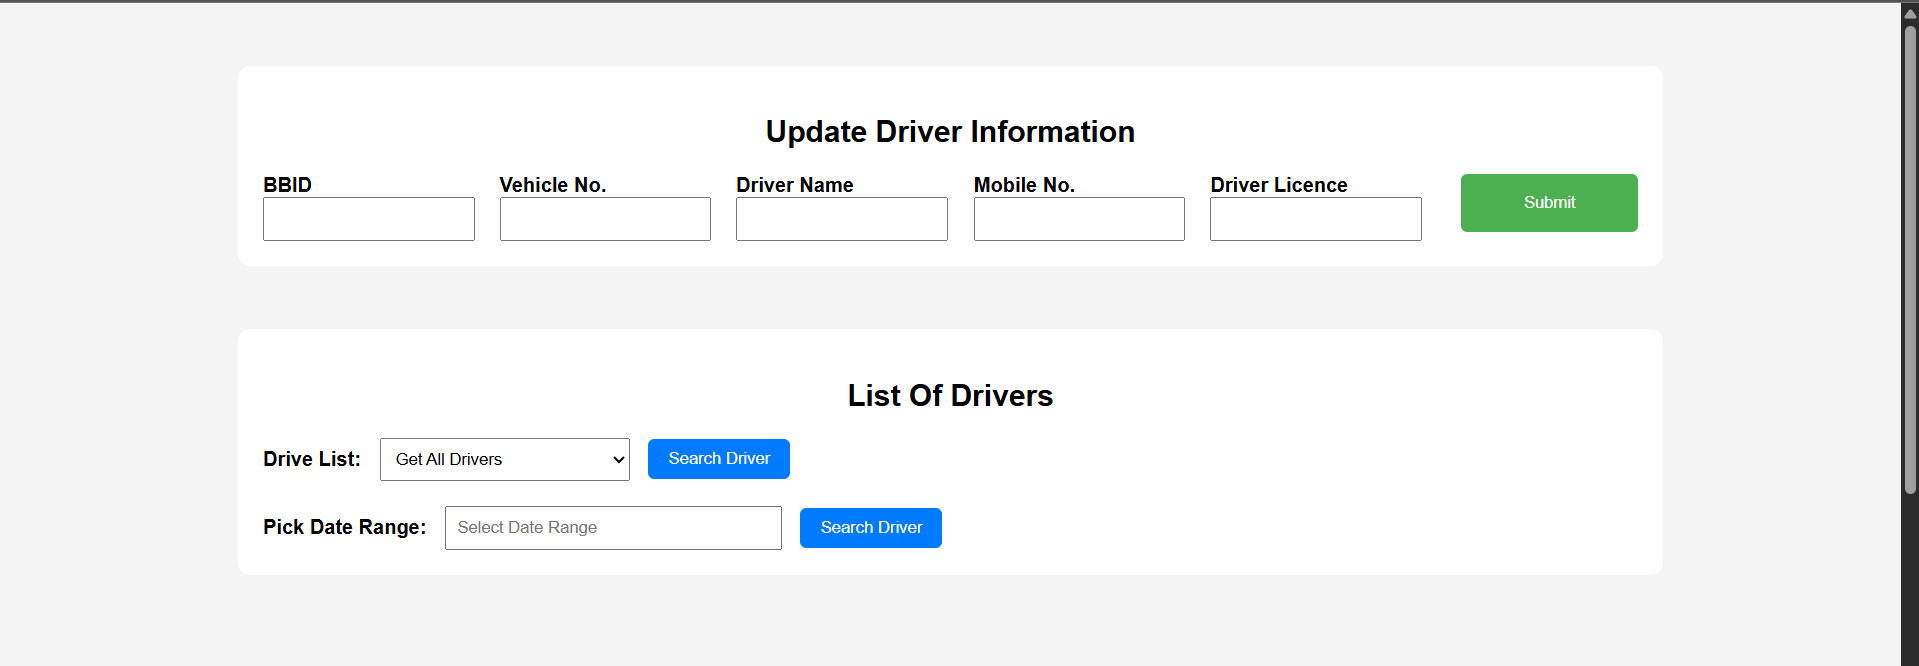 Update Driver Information
BBID Vehicle No. Driver Name Mobile No. Driver Licence
Submit
List Of Drivers
Drive List: Get All Drivers Search Driver
Pick Date Range: Select Date Range Search Driver